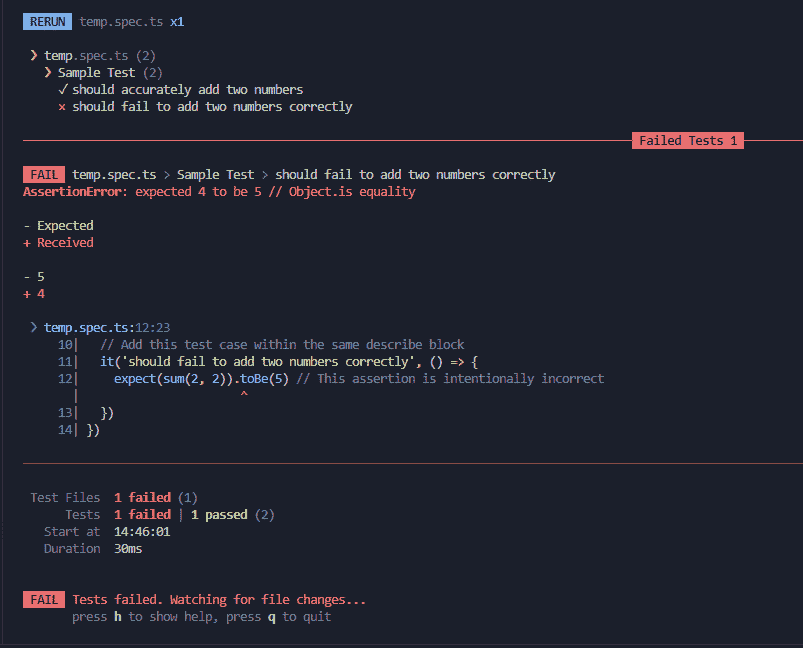 RERUN temp.spec.ts x1
❯ temp.spec.ts (2)
❯ Sample Test (2)
✓ should accurately add two numbers
× should fail to add two numbers correctly
Failed Tests 1
FAIL temp.spec.ts > Sample Test > should fail to add two numbers correctly
AssertionError: expected 4 to be 5 // Object.is equality
- Expected
+ Received
- 5
+ 4
❯ temp.spec.ts:12:23
10| // Add this test case within the same describe block
11| it('should fail to add two numbers correctly', () => {
12| expect(sum(2, 2)).toBe(5) // This assertion is intentionally incorrect
| ^
13| })
14| })
Test Files 1 failed (1)
Tests 1 failed | 1 passed (2)
Start at 14:46:01
Duration 30ms
FAIL Tests failed. Watching for file changes...
press h to show help, press q to quit